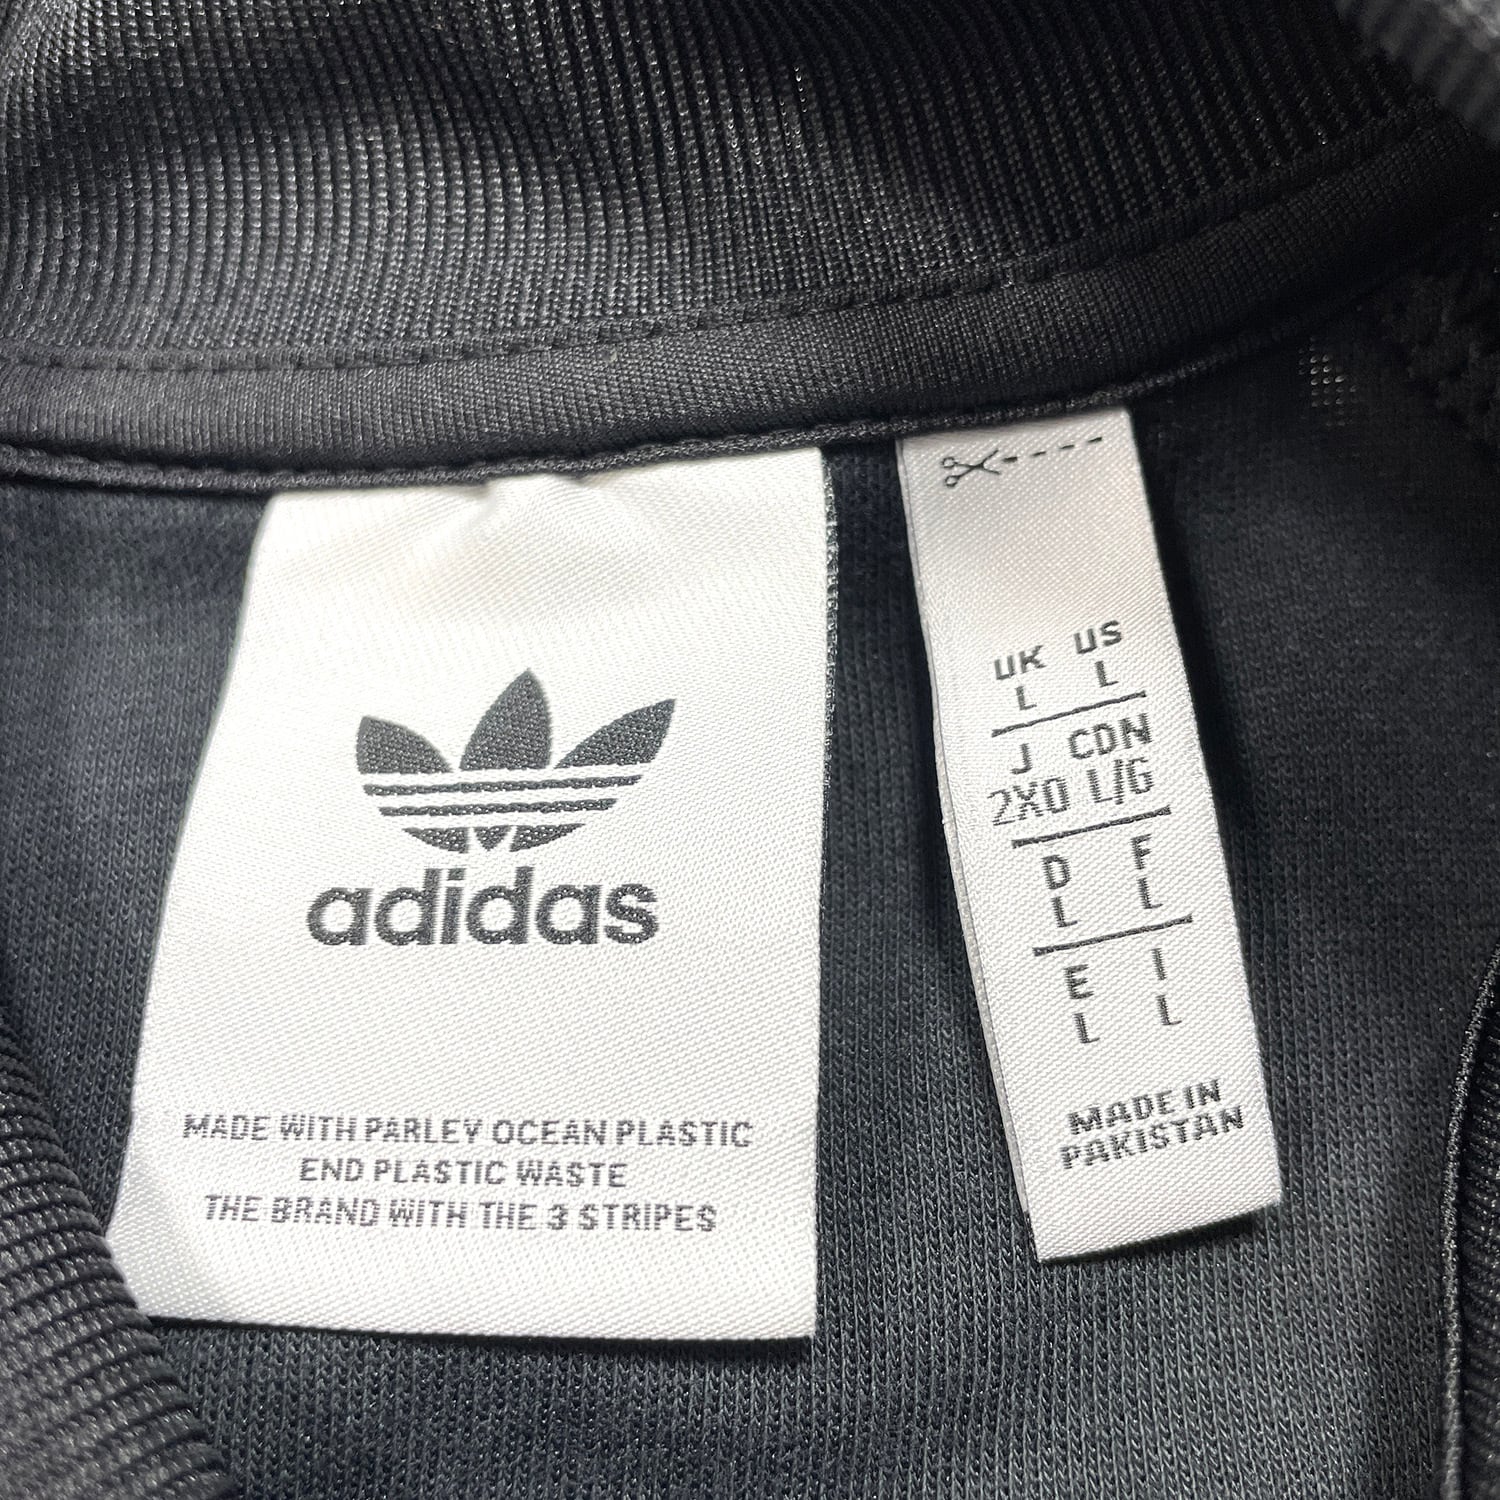 adidas
MADE WITH PARLEY OCEAN PLASTIC
END PLASTIC WASTE
THE BRAND WITH THE 3 STRIPES
UK US
L L
J CDN
2XO L/G
D F
L L
E I
L L
MADE IN
PAKISTAN